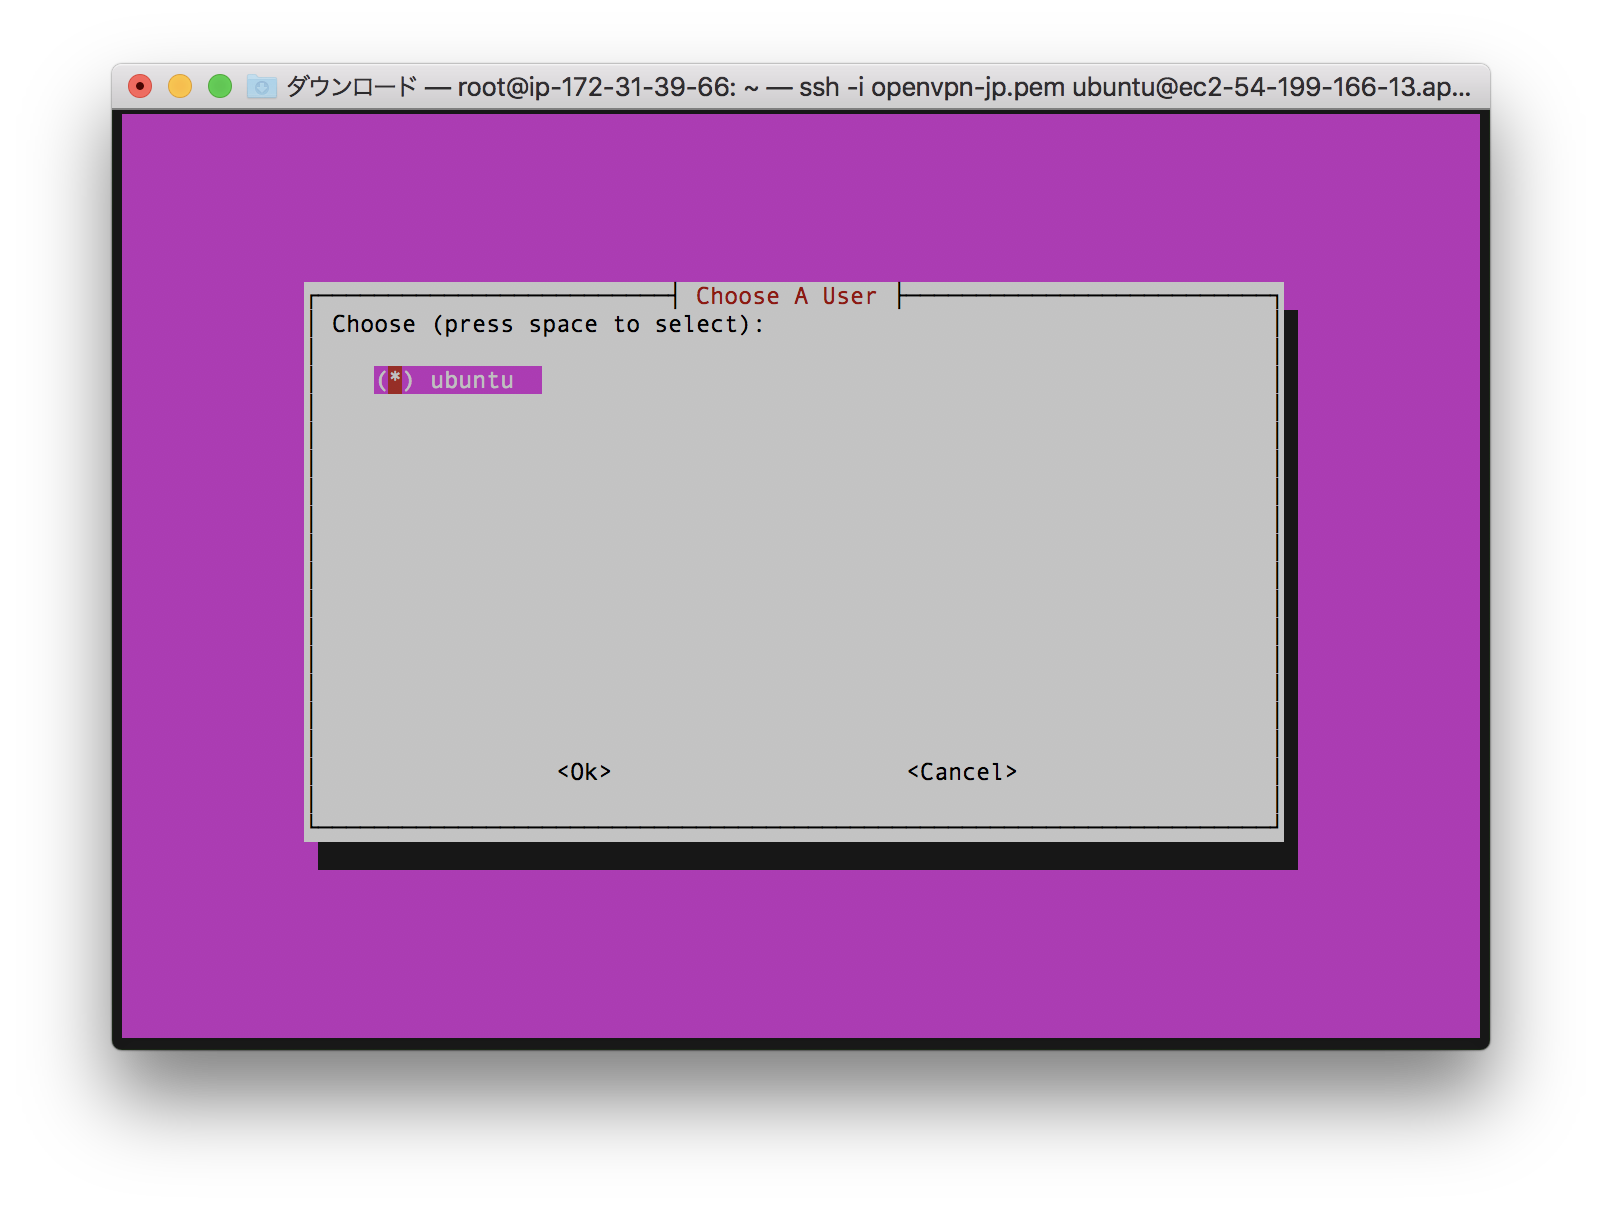 ダウンロード — root@ip-172-31-39-66: ~ — ssh -i openvpn-jp.pem ubuntu@ec2-54-199-166-13.ap...
Choose A User
Choose (press space to select):
(*) ubuntu
<Ok> <Cancel>